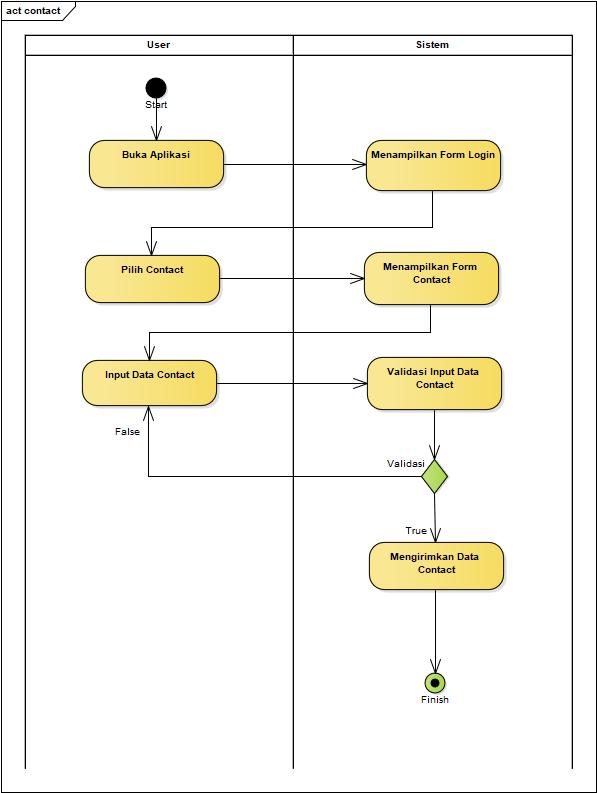 act contact
User
Sistem
Start
Buka Aplikasi
Menampilkan Form Login
Pilih Contact
Menampilkan Form
Contact
Input Data Contact
Validasi Input Data
Contact
False
Validasi
True
Mengirimkan Data
Contact
Finish